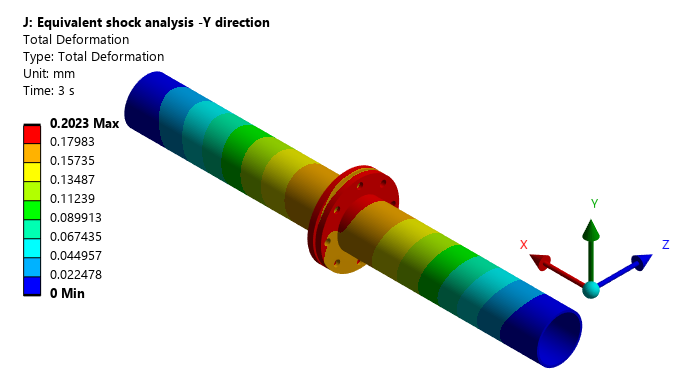 J: Equivalent shock analysis -Y direction
Total Deformation
Type: Total Deformation
Unit: mm
Time: 3 s
0.2023 Max
0.17983
0.15735
0.13487
0.11239
0.089913
0.067435
0.044957
0.022478
0 Min
Y
X
Z